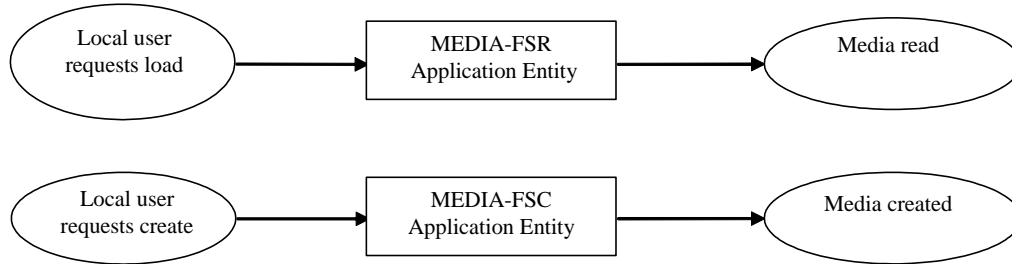 Local user
requests load
MEDIA-FSR
Application Entity
Media read
Local user
requests create
MEDIA-FSC
Application Entity
Media created